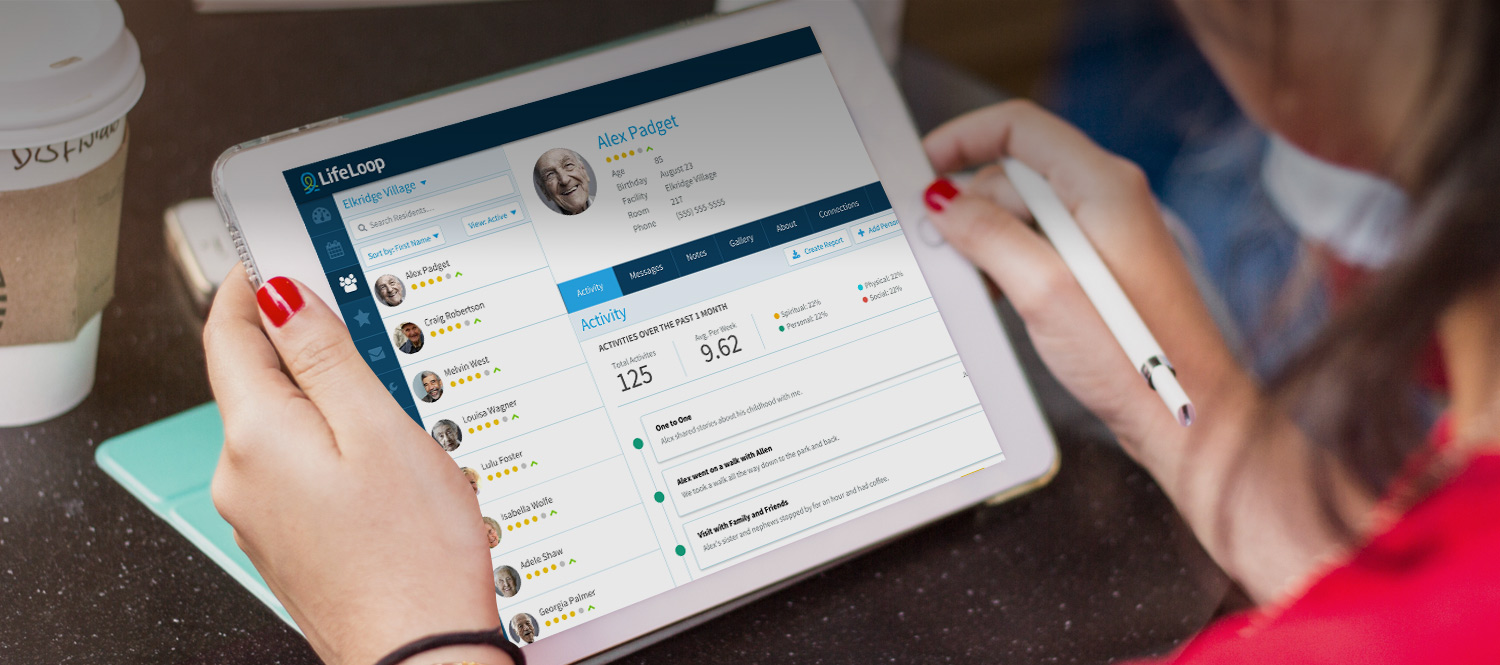 LifeLoop
Elkridge Village
Search Residents...
Sort by: First Name
View: Active
Alex Padget
Craig Robertson
Melvin West
Louisa Wagner
Lulu Foster
Isabella Wolfe
Adele Shaw
Georgia Palmer
Alex Padget
Age 85
Birthday August 23
Facility Elkridge Village
Room 217
Phone (555) 555-5555
Activity Messages Notes Gallery About Connections
Create Report
Add Person
Activity
ACTIVITIES OVER THE PAST 1 MONTH
Total Activities
125
Avg. Per Week
9.62
Spiritual: 22%
Personal: 22%
Physical: 22%
Social: 22%
One to One
Alex shared stories about his childhood with me.
Alex went on a walk with Allen
We took a walk all the way down to the park and back.
Visit with Family and Friends
Alex's sister and nephews stopped by for an hour and had coffee.